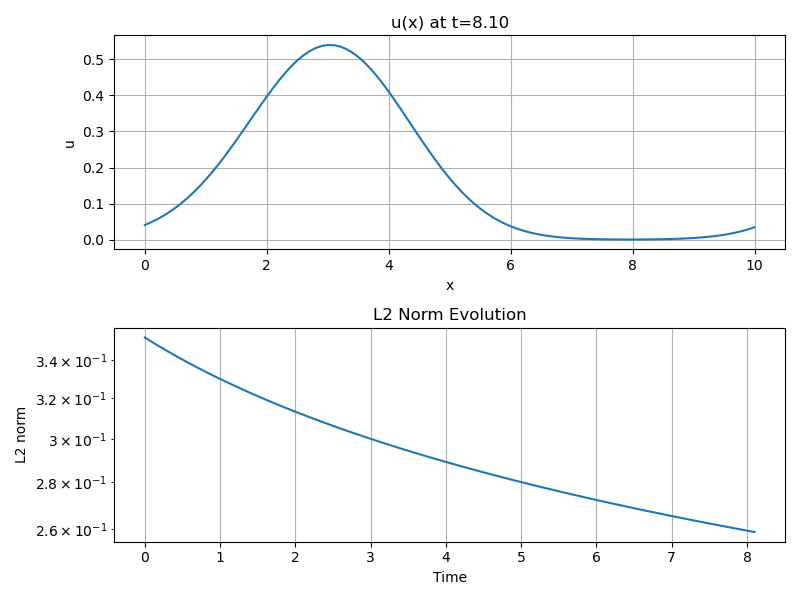 u(x) at t=8.10
u
0.5
0.4
0.3
0.2
0.1
0.0
0 2 4 6 8 10
x
L2 Norm Evolution
L2 norm
3.4 × 10⁻¹
3.2 × 10⁻¹
3 × 10⁻¹
2.8 × 10⁻¹
2.6 × 10⁻¹
0 1 2 3 4 5 6 7 8
Time